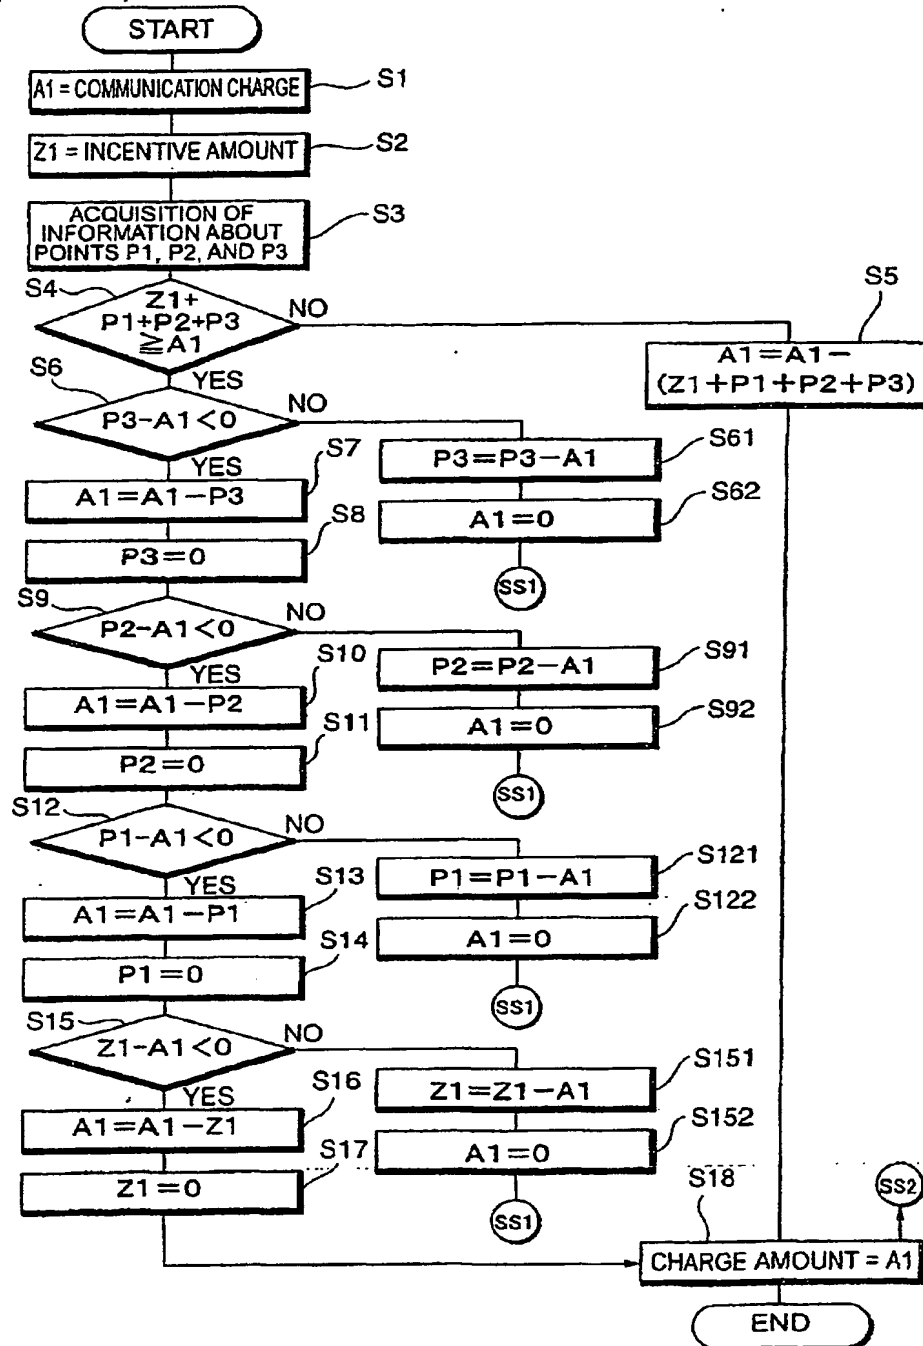 START
A1 = COMMUNICATION CHARGE
S1
Z1 = INCENTIVE AMOUNT
S2
ACQUISITION OF
INFORMATION ABOUT
POINTS P1, P2, AND P3
S3
S4
Z1+
P1+P2+P3
≧A1
NO
YES
S5
A1=A1-
(Z1+P1+P2+P3)
S6
P3-A1<0
NO
YES
S61
P3=P3-A1
S7
A1=A1-P3
S62
A1=0
S8
P3=0
SS1
S9
P2-A1<0
NO
YES
S91
P2=P2-A1
S10
A1=A1-P2
S92
A1=0
S11
P2=0
SS1
S12
P1-A1<0
NO
YES
S121
P1=P1-A1
S13
A1=A1-P1
S122
A1=0
S14
P1=0
SS1
S15
Z1-A1<0
NO
YES
S151
Z1=Z1-A1
S16
A1=A1-Z1
S152
A1=0
S17
Z1=0
SS1
S18
SS2
CHARGE AMOUNT = A1
END